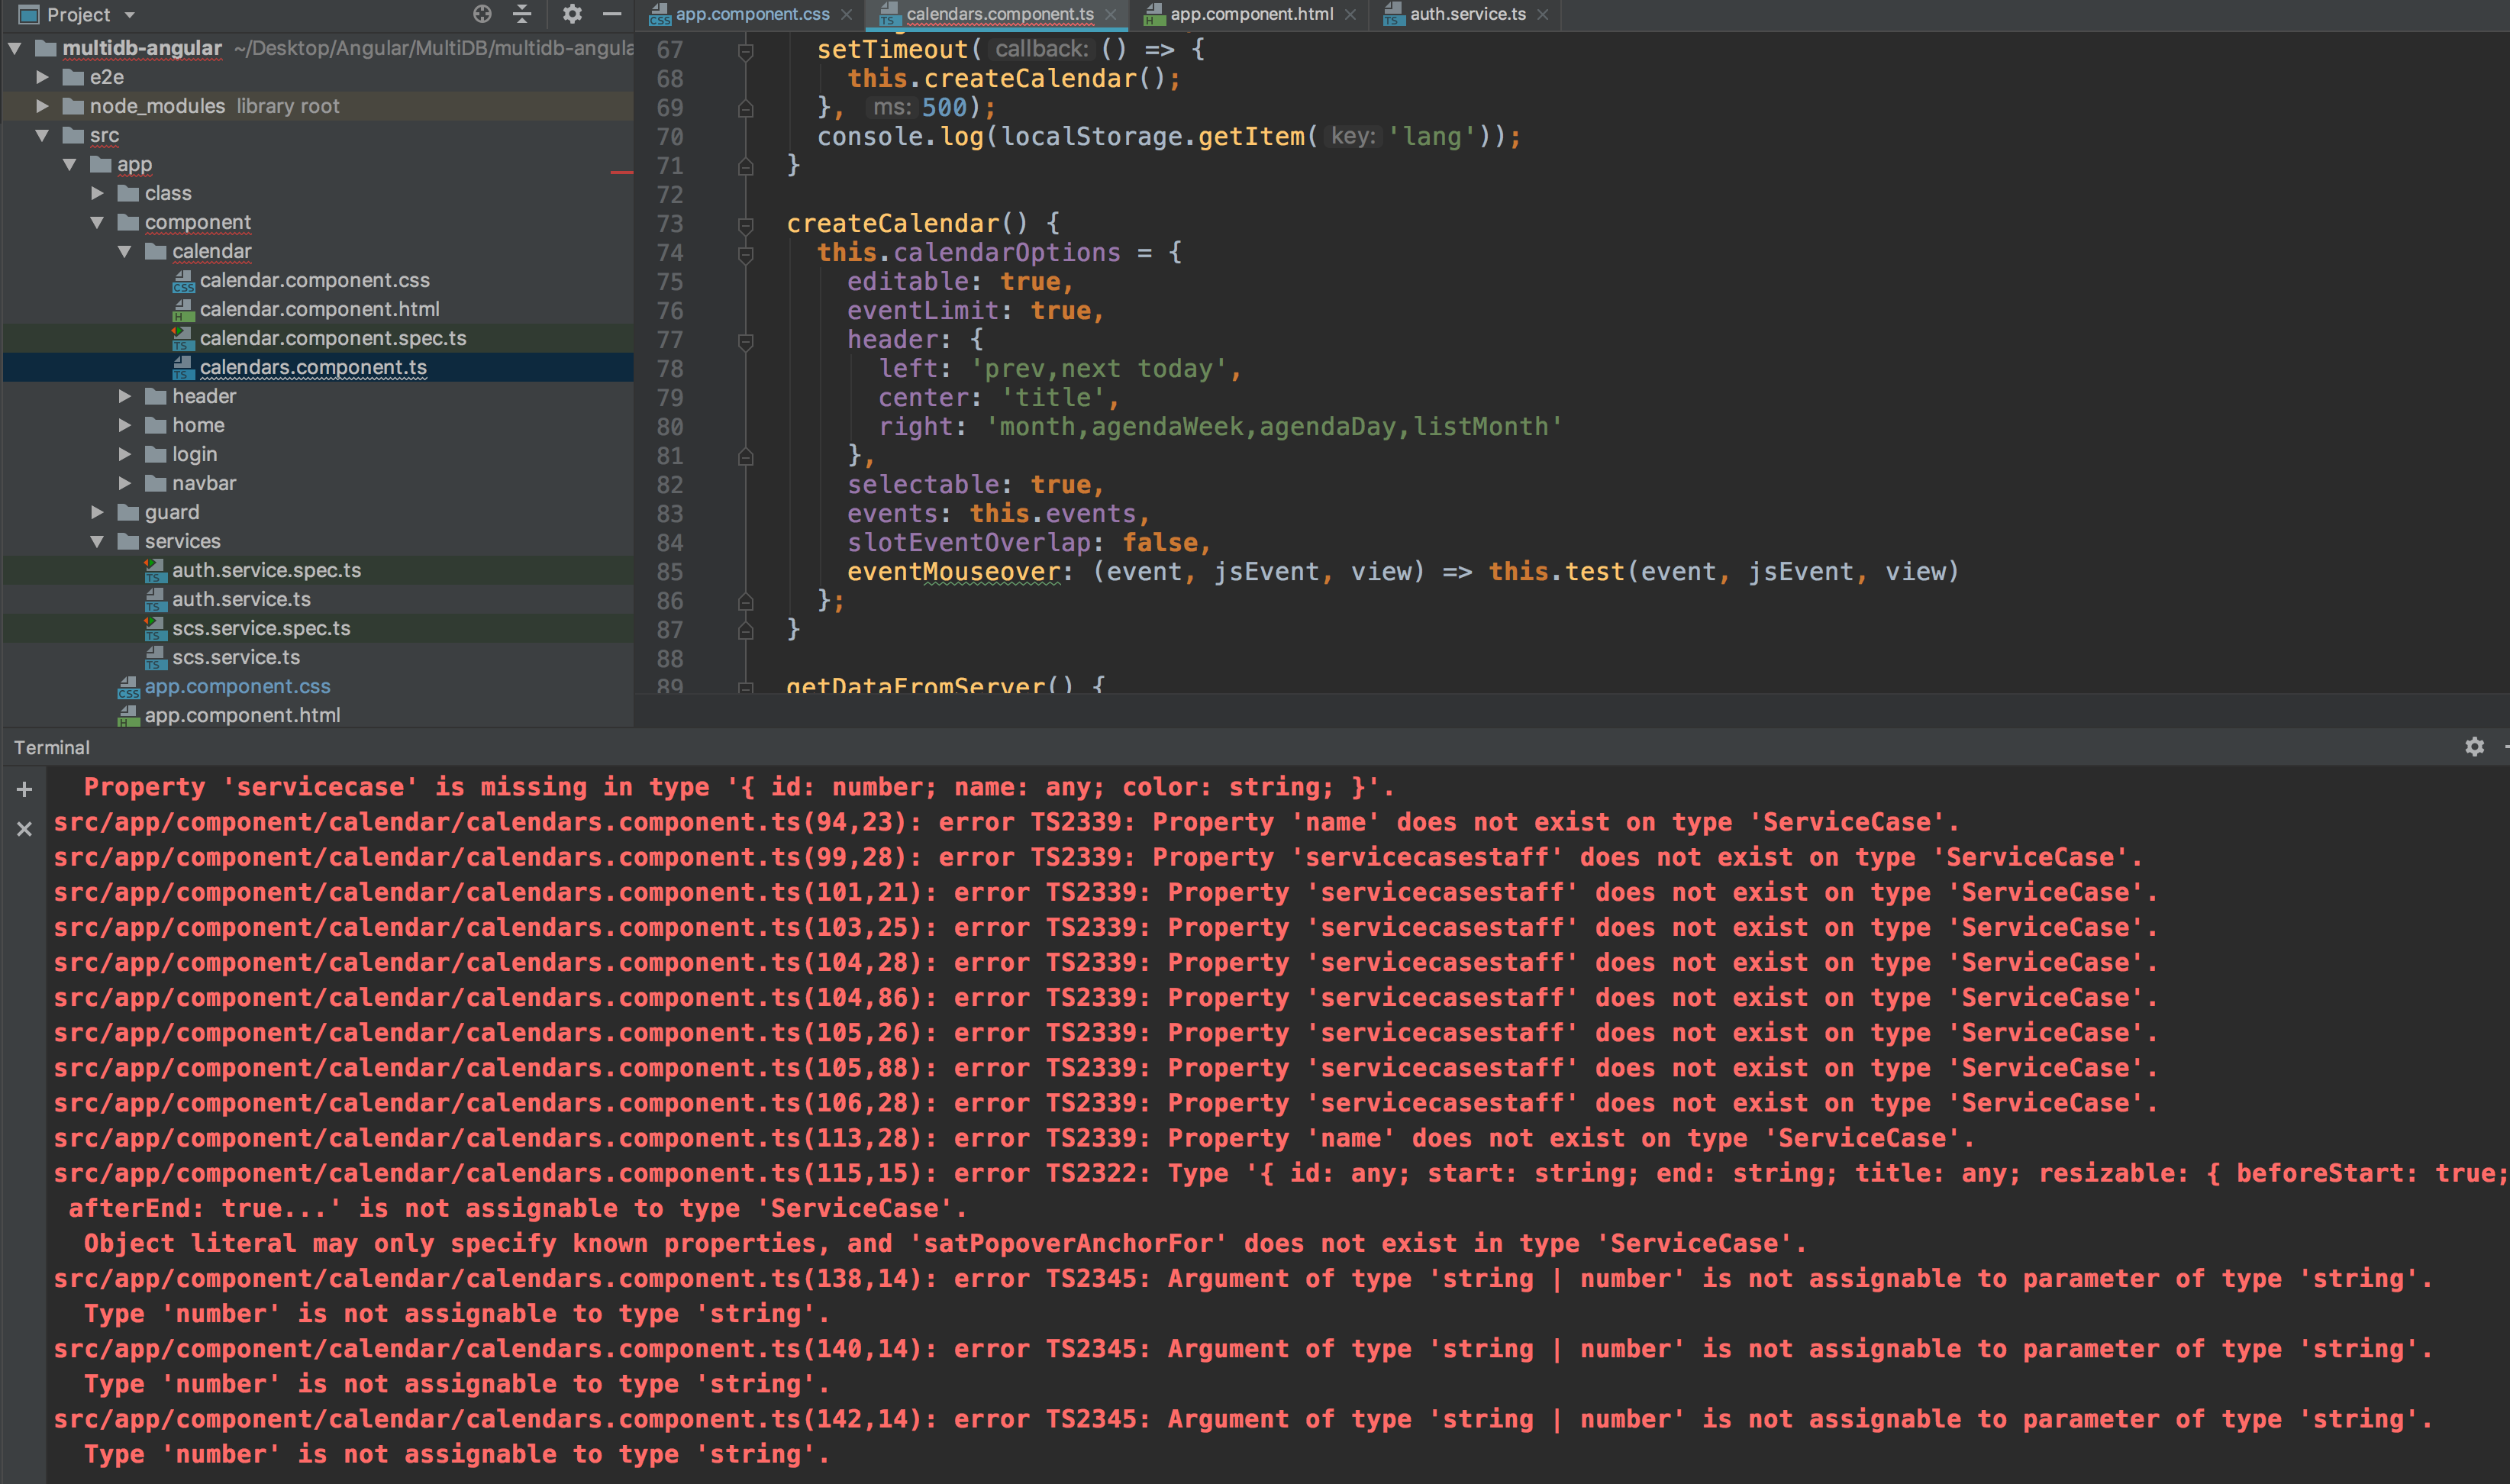 Project
multidb-angular ~/Desktop/Angular/MultiDB/multidb-angula
e2e
node_modules library root
src
app
class
component
calendar
calendar.component.css
calendar.component.html
calendar.component.spec.ts
calendars.component.ts
header
home
login
navbar
guard
services
auth.service.spec.ts
auth.service.ts
scs.service.spec.ts
scs.service.ts
app.component.css
app.component.html
app.component.css calendars.component.ts app.component.html auth.service.ts
67 setTimeout( callback: () => {
68 this.createCalendar();
69 }, ms: 500);
70 console.log(localStorage.getItem( key: 'lang'));
71 }
72
73 createCalendar() {
74 this.calendarOptions = {
75 editable: true,
76 eventLimit: true,
77 header: {
78 left: 'prev,next today',
79 center: 'title',
80 right: 'month,agendaWeek,agendaDay,listMonth'
81 },
82 selectable: true,
83 events: this.events,
84 slotEventOverlap: false,
85 eventMouseover: (event, jsEvent, view) => this.test(event, jsEvent, view)
86 };
87 }
88
89 getDataFromServer() {
Terminal
Property 'servicecase' is missing in type '{ id: number; name: any; color: string; }'.
src/app/component/calendar/calendars.component.ts(94,23): error TS2339: Property 'name' does not exist on type 'ServiceCase'.
src/app/component/calendar/calendars.component.ts(99,28): error TS2339: Property 'servicecasestaff' does not exist on type 'ServiceCase'.
src/app/component/calendar/calendars.component.ts(101,21): error TS2339: Property 'servicecasestaff' does not exist on type 'ServiceCase'.
src/app/component/calendar/calendars.component.ts(103,25): error TS2339: Property 'servicecasestaff' does not exist on type 'ServiceCase'.
src/app/component/calendar/calendars.component.ts(104,28): error TS2339: Property 'servicecasestaff' does not exist on type 'ServiceCase'.
src/app/component/calendar/calendars.component.ts(104,86): error TS2339: Property 'servicecasestaff' does not exist on type 'ServiceCase'.
src/app/component/calendar/calendars.component.ts(105,26): error TS2339: Property 'servicecasestaff' does not exist on type 'ServiceCase'.
src/app/component/calendar/calendars.component.ts(105,88): error TS2339: Property 'servicecasestaff' does not exist on type 'ServiceCase'.
src/app/component/calendar/calendars.component.ts(106,28): error TS2339: Property 'servicecasestaff' does not exist on type 'ServiceCase'.
src/app/component/calendar/calendars.component.ts(113,28): error TS2339: Property 'name' does not exist on type 'ServiceCase'.
src/app/component/calendar/calendars.component.ts(115,15): error TS2322: Type '{ id: any; start: string; end: string; title: any; resizable: { beforeStart: true;
afterEnd: true...' is not assignable to type 'ServiceCase'.
Object literal may only specify known properties, and 'satPopoverAnchorFor' does not exist in type 'ServiceCase'.
src/app/component/calendar/calendars.component.ts(138,14): error TS2345: Argument of type 'string | number' is not assignable to parameter of type 'string'.
Type 'number' is not assignable to type 'string'.
src/app/component/calendar/calendars.component.ts(140,14): error TS2345: Argument of type 'string | number' is not assignable to parameter of type 'string'.
Type 'number' is not assignable to type 'string'.
src/app/component/calendar/calendars.component.ts(142,14): error TS2345: Argument of type 'string | number' is not assignable to parameter of type 'string'.
Type 'number' is not assignable to type 'string'.